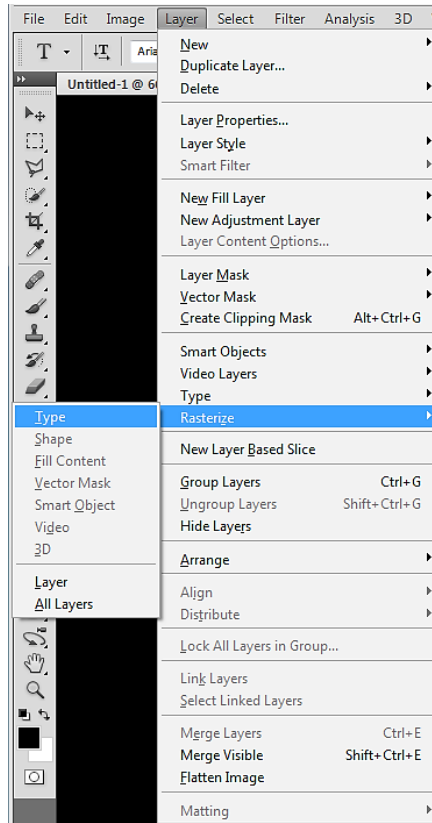 File Edit Image Layer Select Filter Analysis 3D
T T Aria
Untitled-1 @ 6
New
Duplicate Layer...
Delete
Layer Properties...
Layer Style
Smart Filter
New Fill Layer
New Adjustment Layer
Layer Content Options...
Layer Mask
Vector Mask
Create Clipping Mask Alt+Ctrl+G
Smart Objects
Video Layers
Type
Rasterize
Type
Shape
Fill Content
Vector Mask
Smart Object
Video
3D
Layer
All Layers
New Layer Based Slice
Group Layers Ctrl+G
Ungroup Layers Shift+Ctrl+G
Hide Layers
Arrange
Align
Distribute
Lock All Layers in Group...
Link Layers
Select Linked Layers
Merge Layers Ctrl+E
Merge Visible Shift+Ctrl+E
Flatten Image
Matting